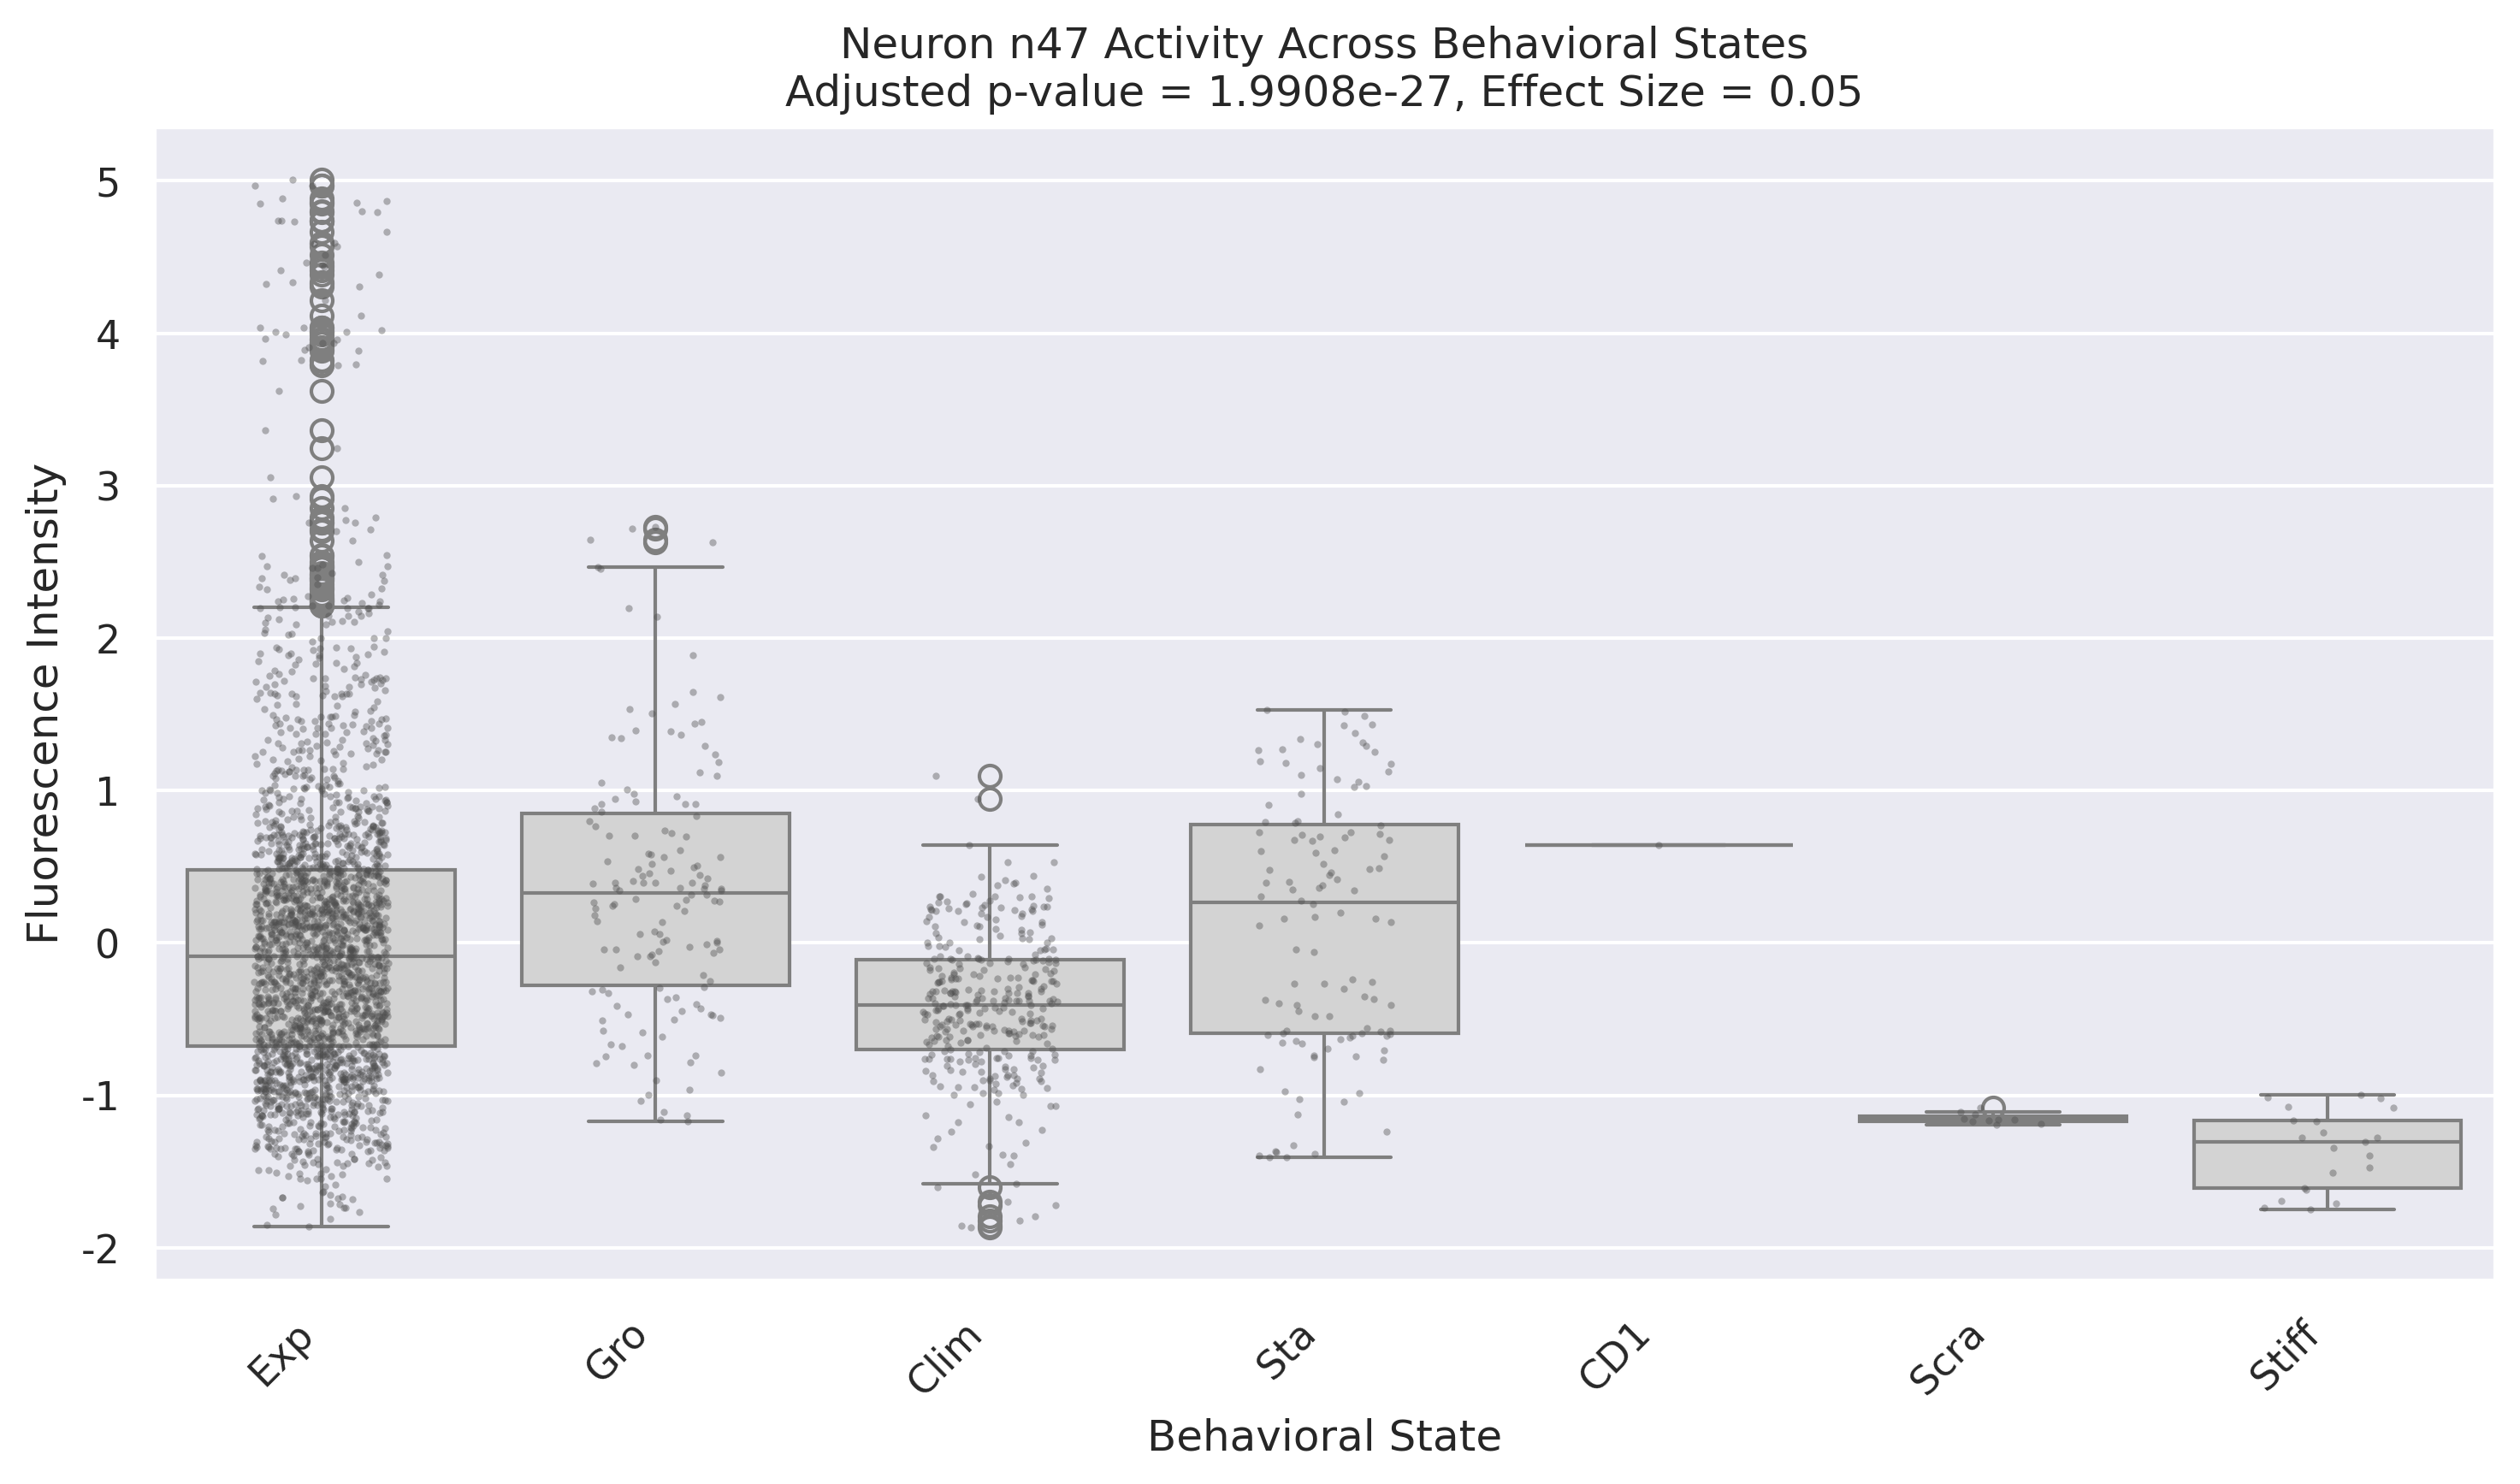 Neuron n47 Activity Across Behavioral States
Adjusted p-value = 1.9908e-27, Effect Size = 0.05
Fluorescence Intensity
5
4
3
2
1
0
-1
-2
Exp
Gro
Clim
Sta
CD1
Scra
Stiff
Behavioral State